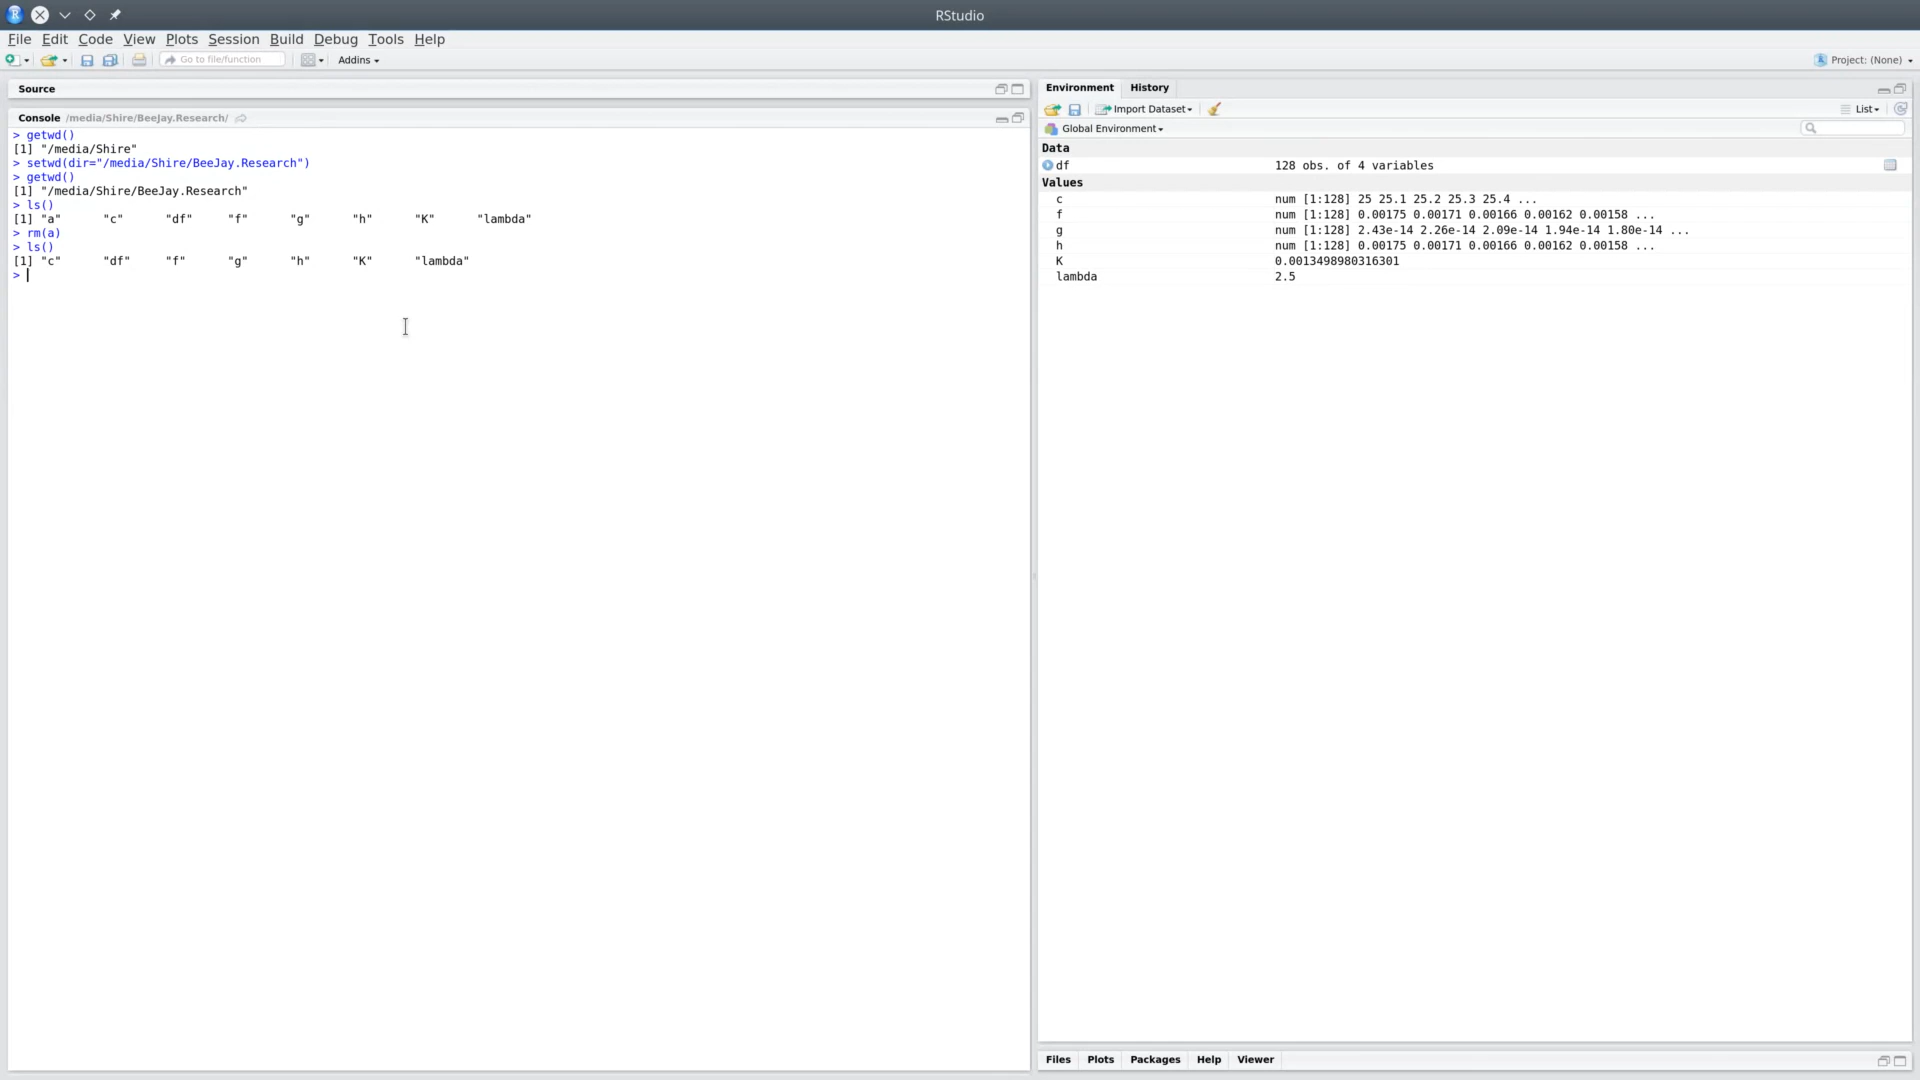 RStudio
File Edit Code View Plots Session Build Debug Tools Help
Go to file/function Addins Project: (None)
Source
Console /media/Shire/BeeJay.Research/
> getwd()
[1] "/media/Shire"
> setwd(dir="/media/Shire/BeeJay.Research")
> getwd()
[1] "/media/Shire/BeeJay.Research"
> ls()
[1] "a" "c" "df" "f" "g" "h" "K" "lambda"
> rm(a)
> ls()
[1] "c" "df" "f" "g" "h" "K" "lambda"
>
Environment History
Import Dataset List
Global Environment
Data
df 128 obs. of 4 variables
Values
c num [1:128] 25 25.1 25.2 25.3 25.4 ...
f num [1:128] 0.00175 0.00171 0.00166 0.00162 0.00158 ...
g num [1:128] 2.43e-14 2.26e-14 2.09e-14 1.94e-14 1.80e-14 ...
h num [1:128] 0.00175 0.00171 0.00166 0.00162 0.00158 ...
K 0.0013498980316301
lambda 2.5
Files Plots Packages Help Viewer